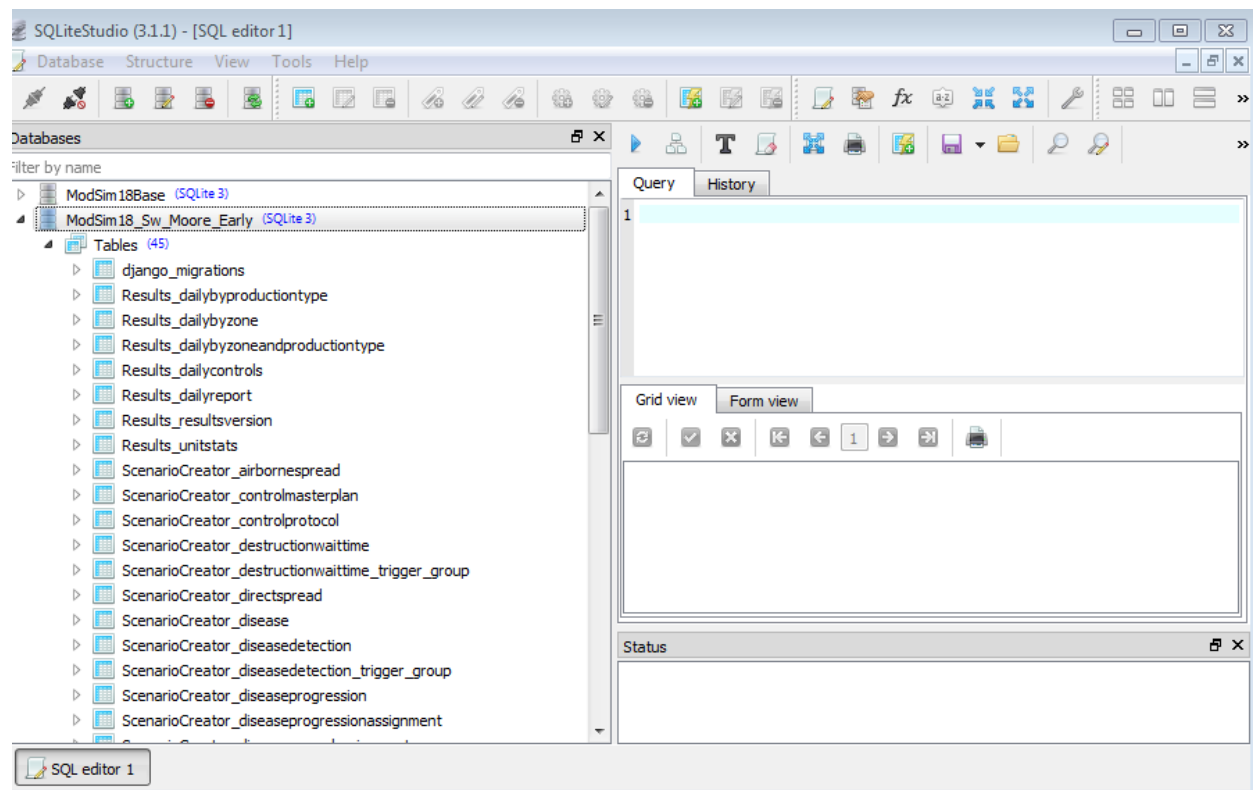 SQLiteStudio (3.1.1) - [SQL editor 1]
Database Structure View Tools Help
fx a-z » 
Databases
Filter by name
ModSim18Base (SQLite 3)
ModSim18_Sw_Moore_Early (SQLite 3)
Tables (45)
django_migrations
Results_dailybyproductiontype
Results_dailybyzone
Results_dailybyzoneandproductiontype
Results_dailycontrols
Results_dailyreport
Results_resultsversion
Results_unitstats
ScenarioCreator_airbornespread
ScenarioCreator_controlmasterplan
ScenarioCreator_controlprotocol
ScenarioCreator_destructionwaittime
ScenarioCreator_destructionwaittime_trigger_group
ScenarioCreator_directspread
ScenarioCreator_disease
ScenarioCreator_diseasedetection
ScenarioCreator_diseasedetection_trigger_group
ScenarioCreator_diseaseprogression
ScenarioCreator_diseaseprogressionassignment
T »
Query History
1
Grid view Form view
1
Status
SQL editor 1